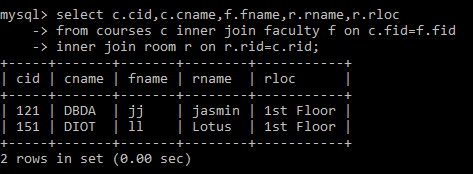 mysql> select c.cid,c.cname,f.fname,r.rname,r.rloc
    -> from courses c inner join faculty f on c.fid=f.fid
    -> inner join room r on r.rid=c.rid;
+-----+-------+-------+--------+-----------+
| cid | cname | fname | rname  | rloc      |
+-----+-------+-------+--------+-----------+
| 121 | DBDA  | jj    | jasmin | 1st Floor |
| 151 | DIOT  | ll    | Lotus  | 1st Floor |
+-----+-------+-------+--------+-----------+
2 rows in set (0.00 sec)